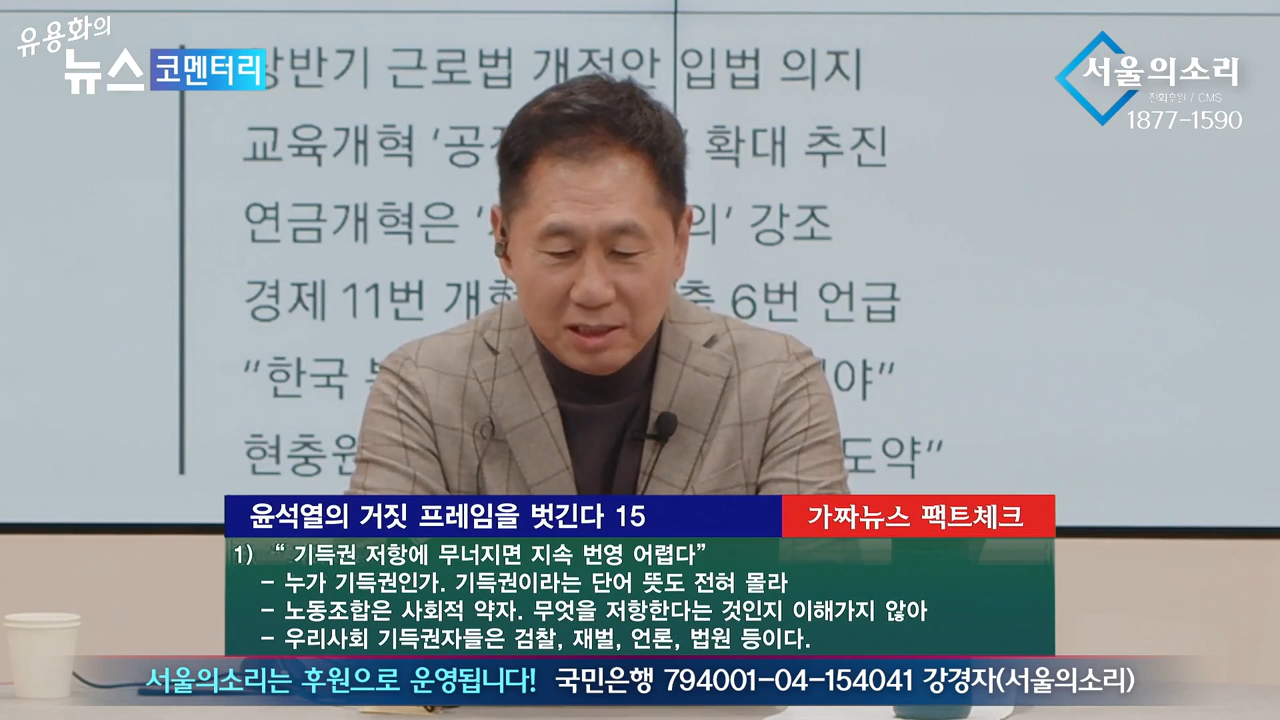 유용화의
뉴스 코멘터리
서울의소리
전화후원 / CMS
1877-1590
상반기 근로법 개정안 입법 의지
교육개혁 ‘공 확대 추진
연금개혁은 ‘ 의’ 강조
경제 11번 개혁 6번 언급
“한국 야”
현충원 도약”
윤석열의 거짓 프레임을 벗긴다 15
가짜뉴스 팩트체크
1) “ 기득권 저항에 무너지면 지속 번영 어렵다”
- 누가 기득권인가. 기득권이라는 단어 뜻도 전혀 몰라
- 노동조합은 사회적 약자. 무엇을 저항한다는 것인지 이해가지 않아
- 우리사회 기득권자들은 검찰, 재벌, 언론, 법원 등이다.
서울의소리는 후원으로 운영됩니다! 국민은행 794001-04-154041 강경자(서울의소리)